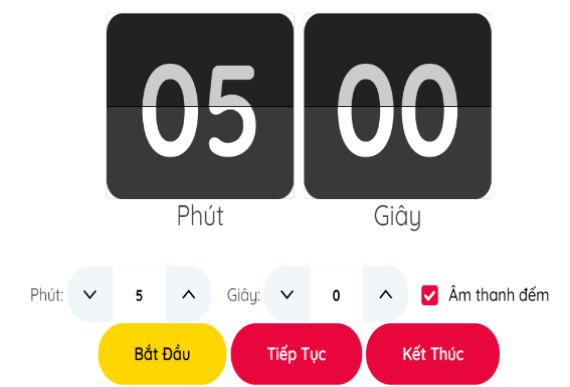 05 00
Phút Giây
Phút: 5 Giây: 0 Âm thanh đếm
Bắt Đầu Tiếp Tục Kết Thúc